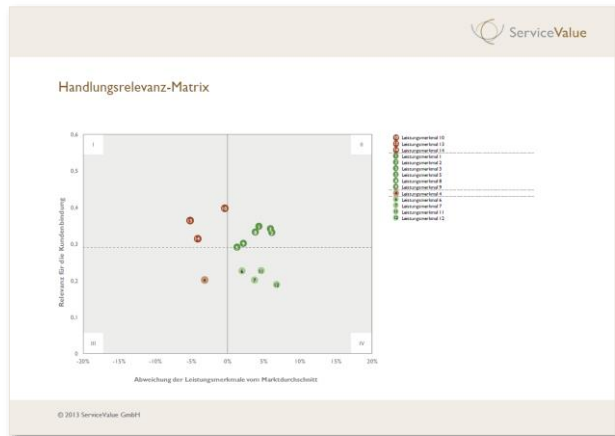 ServiceValue
Handlungsrelevanz-Matrix
0,6
I
II
0,5
0,4
0,3
0,2
0,1
III
IV
0
-20%
-15%
-10%
-5%
0%
5%
10%
15%
20%
Relevanz für die Kundenbindung
Abweichung der Leistungsmerkmale vom Marktdurchschnitt
Leistungsmerkmal 10
Leistungsmerkmal 13
Leistungsmerkmal 14
Leistungsmerkmal 1
Leistungsmerkmal 2
Leistungsmerkmal 3
Leistungsmerkmal 5
Leistungsmerkmal 8
Leistungsmerkmal 9
Leistungsmerkmal 4
Leistungsmerkmal 6
Leistungsmerkmal 7
Leistungsmerkmal 11
Leistungsmerkmal 12
© 2013 ServiceValue GmbH